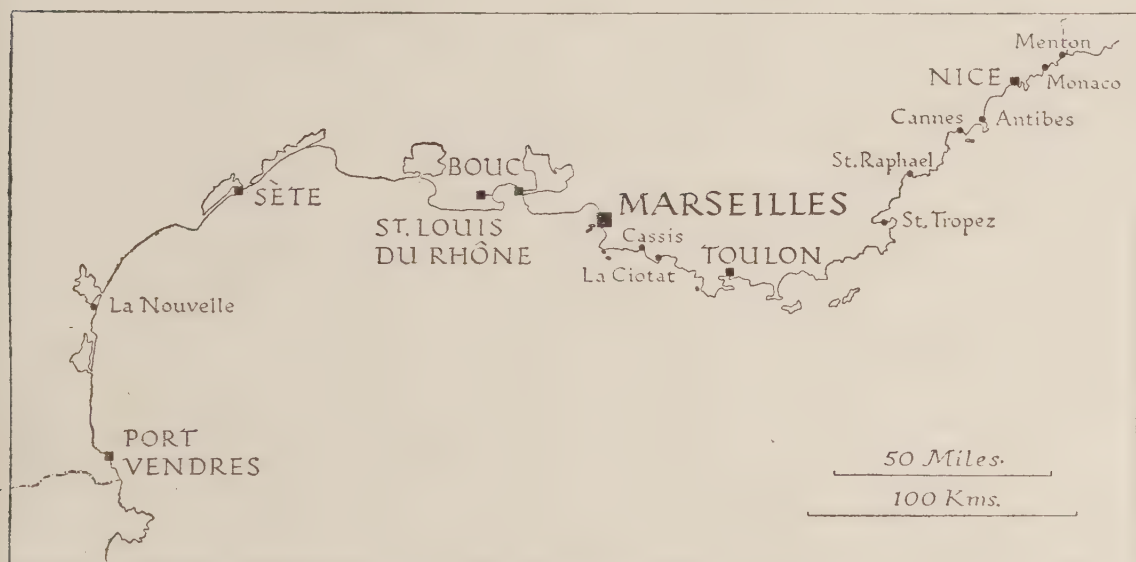 Menton
NICE
Monaco
Cannes
Antibes
St. Raphael
BOUC
SÈTE
MARSEILLES
ST. LOUIS
DU RHÔNE
St. Tropez
Cassis
TOULON
La Ciotat
La Nouvelle
PORT
VENDRES
50 Miles.
100 Kms.